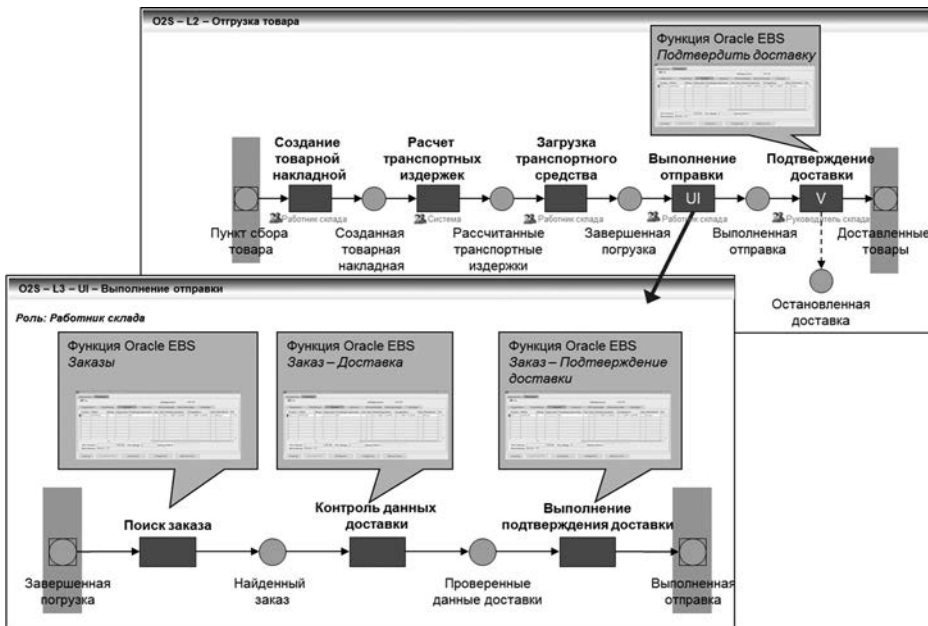 O2S – L2 – Отгрузка товара
Функция Oracle EBS
Подтвердить доставку
Создание
товарной
накладной
Расчет
транспортных
издержек
Загрузка
транспортного
средства
Выполнение
отправки
Подтверждение
доставки
UI
V
Работник склада
Система
Работник склада
Работник склада
Руководитель склада
Пункт сбора
товара
Созданная
товарная
накладная
Рассчитанные
транспортные
издержки
Завершенная
погрузка
Выполненная
отправка
Доставленные
товары
Остановленная
доставка
O2S – L3 – UI – Выполнение отправки
Роль: Работник склада
Функция Oracle EBS
Заказы
Функция Oracle EBS
Заказ – Доставка
Функция Oracle EBS
Заказ – Подтверждение
доставки
Поиск заказа
Контроль данных
доставки
Выполнение
подтверждения доставки
Завершенная
погрузка
Найденный
заказ
Проверенные
данные доставки
Выполненная
отправка